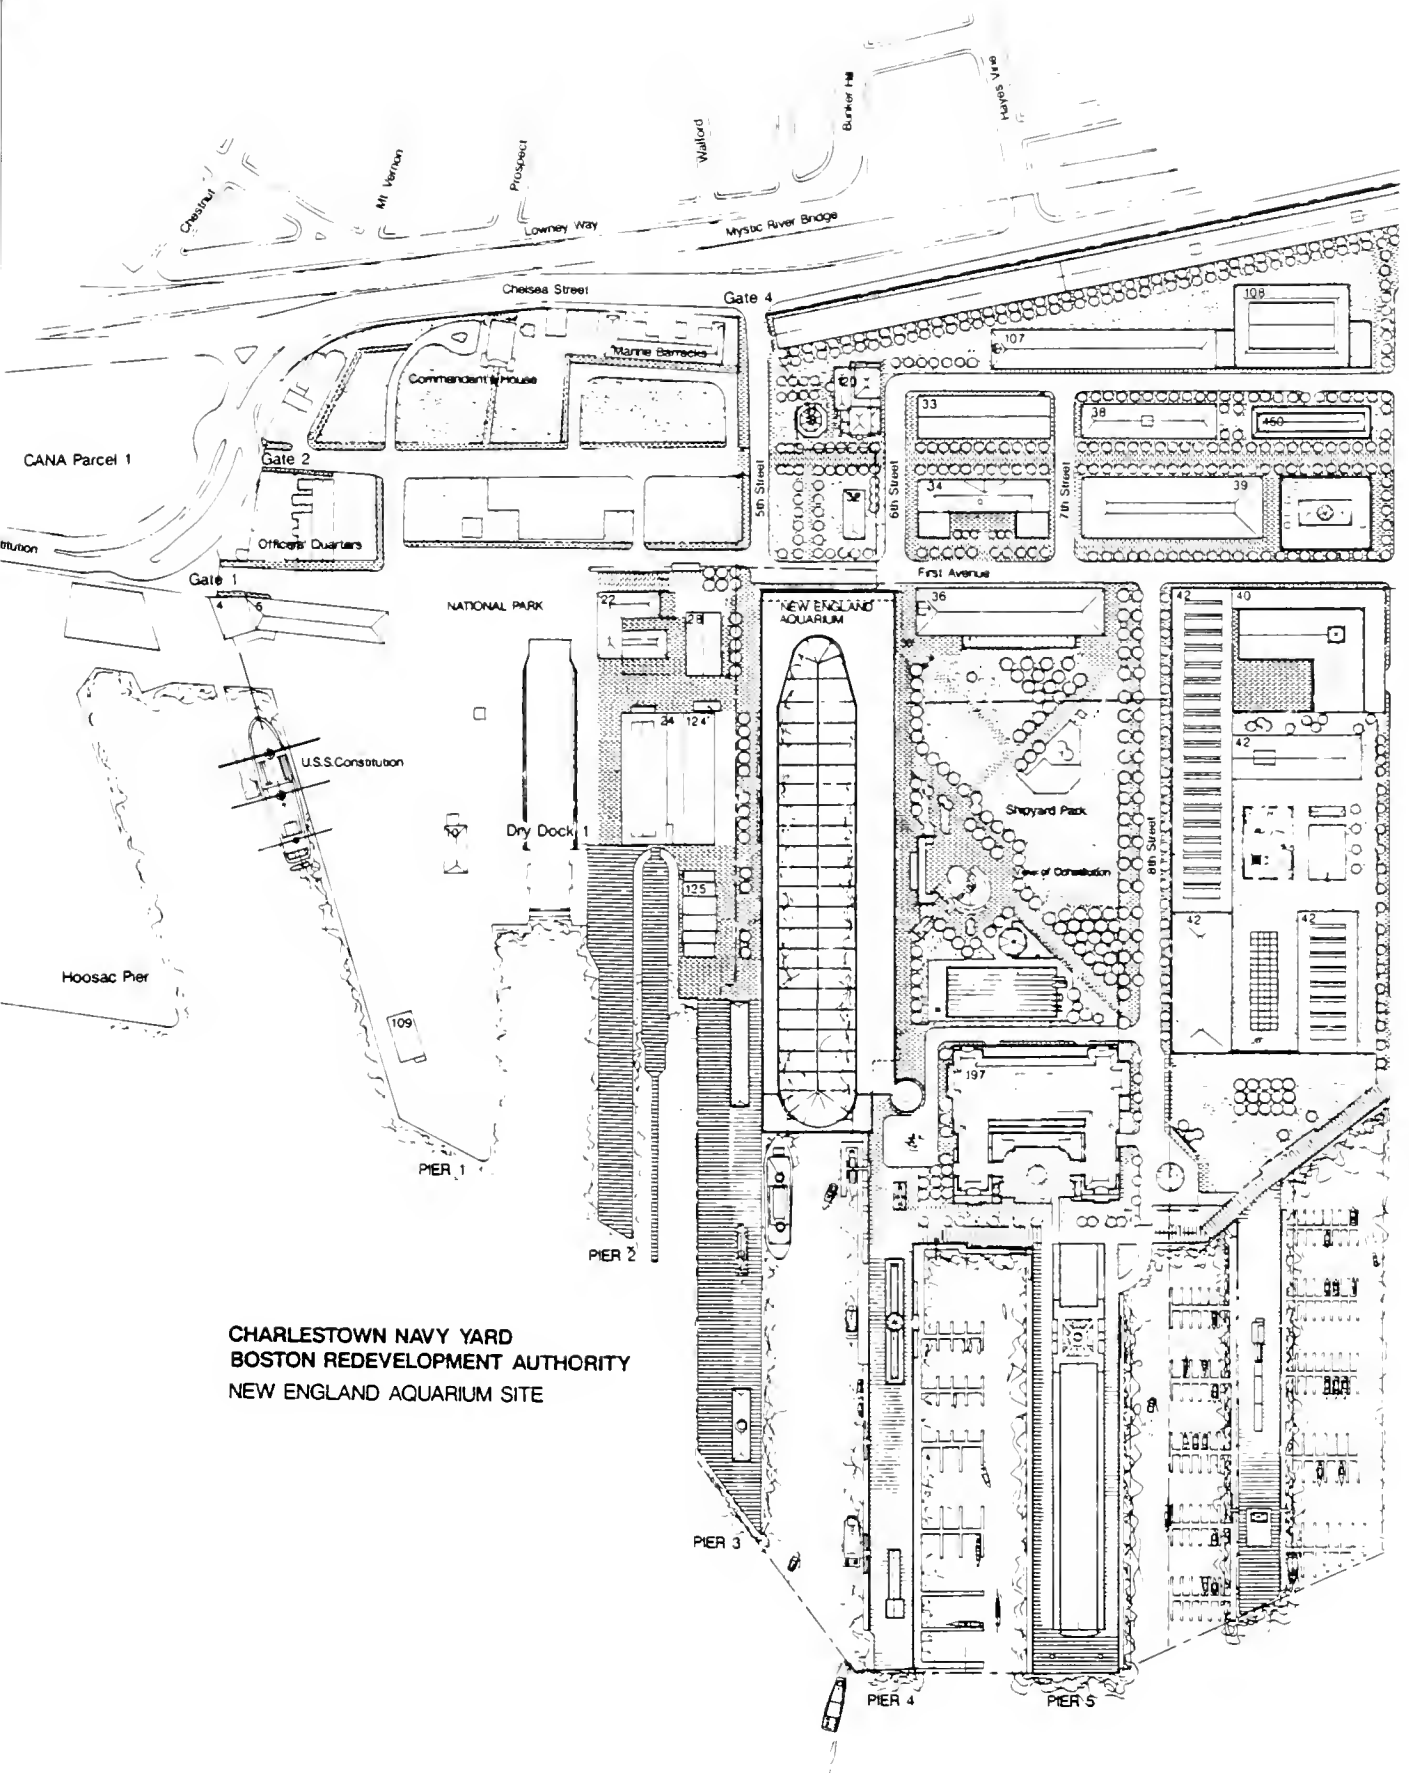 Hayes Vine
Bunker Hill
Walford
Prospect
Mt Vernon
Chestnut
Lowney Way
Mystic River Bridge
Chelsea Street
Gate 4
108
107
Marine Barracks
Commandant's House
120
33
38
450
CANA Parcel 1
Gate 2
5th Street
6th Street
7th Street
34
39
Officers' Quarters
First Avenue
Gate 1
4
5
NATIONAL PARK
22
28
NEW ENGLAND
AQUARIUM
36
42
40
24
124
42
U.S.S. Constitution
Shipyard Park
10
Dry Dock 1
8th Street
View of Constitution
125
42
42
Hoosac Pier
109
197
PIER 1
PIER 2
CHARLESTOWN NAVY YARD
BOSTON REDEVELOPMENT AUTHORITY
NEW ENGLAND AQUARIUM SITE
PIER 3
PIER 4
PIER 5